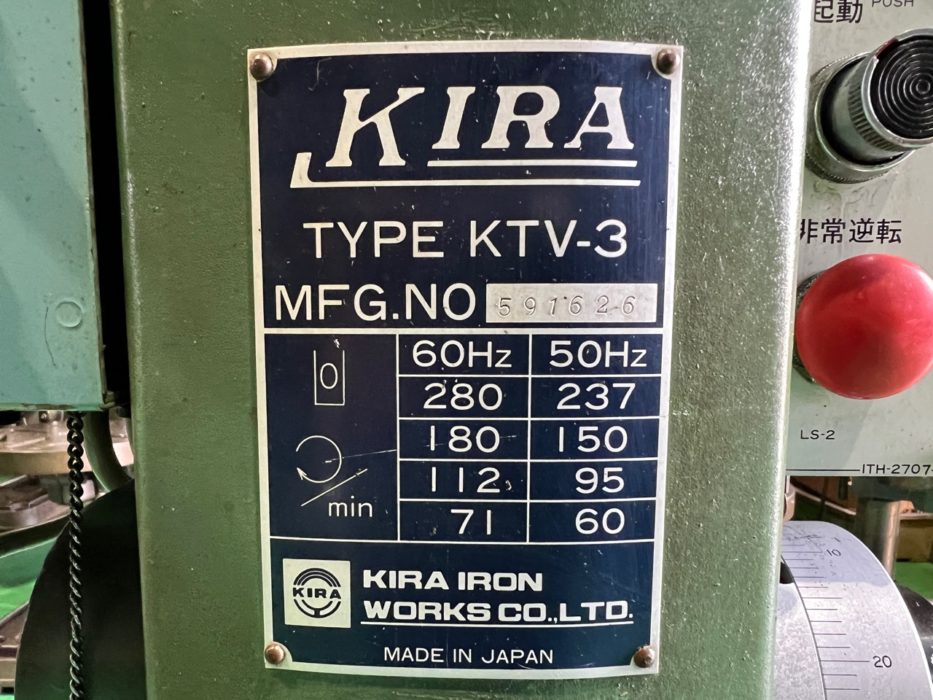 KIRA
TYPE KTV-3
MFG.NO 591626
60Hz 50Hz
280 237
180 150
112 95
71 60
min
KIRA
KIRA IRON
WORKS CO.,LTD.
MADE IN JAPAN
起動 PUSH
非常逆転
LS-2
ITH-2707
10
20